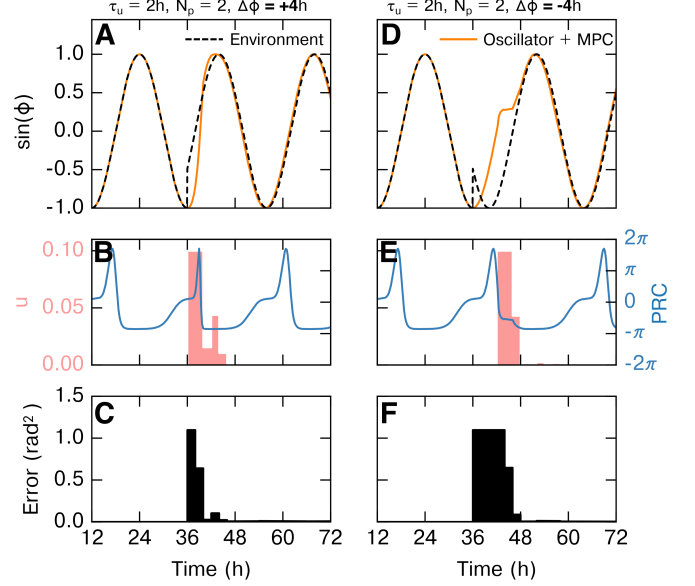 τu = 2h, Np = 2, Δϕ = +4h
τu = 2h, Np = 2, Δϕ = -4h
A
Environment
D
Oscillator + MPC
sin(ϕ)
1.0
0.5
0.0
-0.5
-1.0
B
E
u
0.10
0.05
0.00
2π
π
0
-π
-2π
PRC
C
F
Error (rad²)
1.5
1.0
0.5
0.0
12 24 36 48 60 72
12 24 36 48 60 72
Time (h)
Time (h)